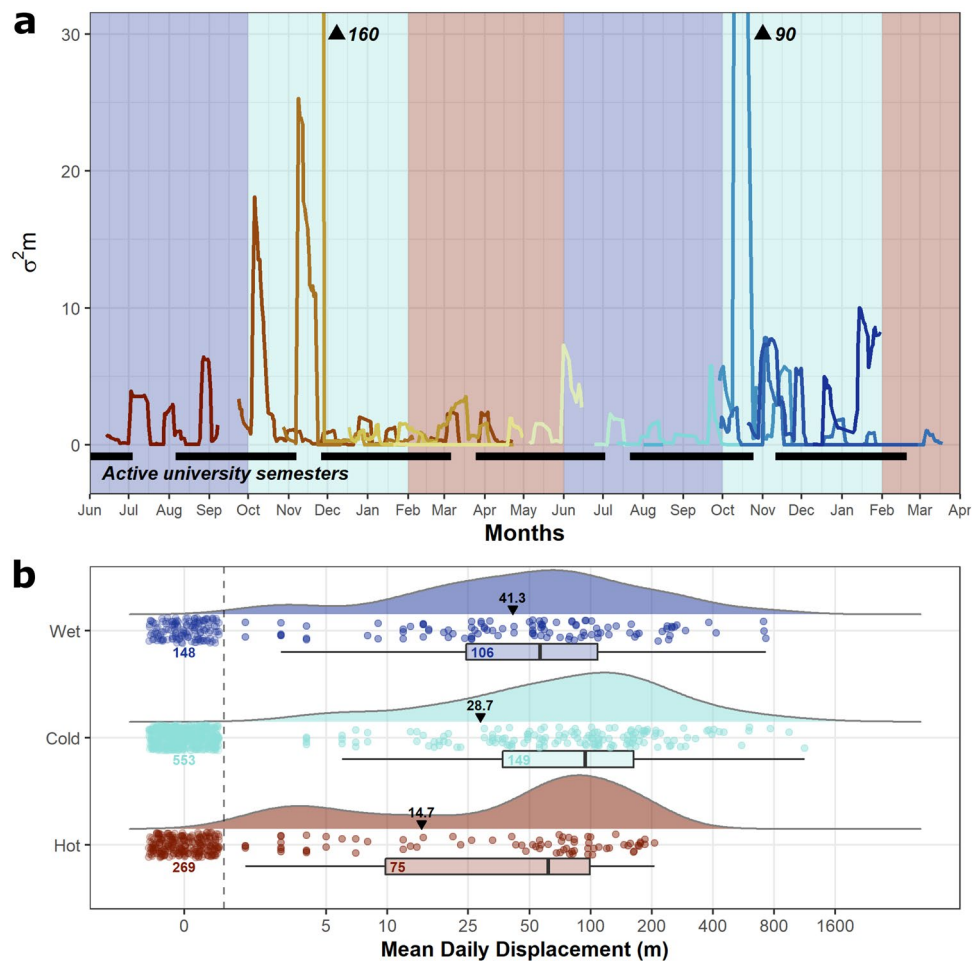 a
30
▲160
▲90
20
σ²m
10
0
Active university semesters
Jun Jul Aug Sep Oct Nov Dec Jan Feb Mar Apr May Jun Jul Aug Sep Oct Nov Dec Jan Feb Mar Apr
Months
b
41.3
Wet
148
106
28.7
Cold
553
149
14.7
Hot
269
75
0 5 10 25 50 100 200 400 800 1600
Mean Daily Displacement (m)